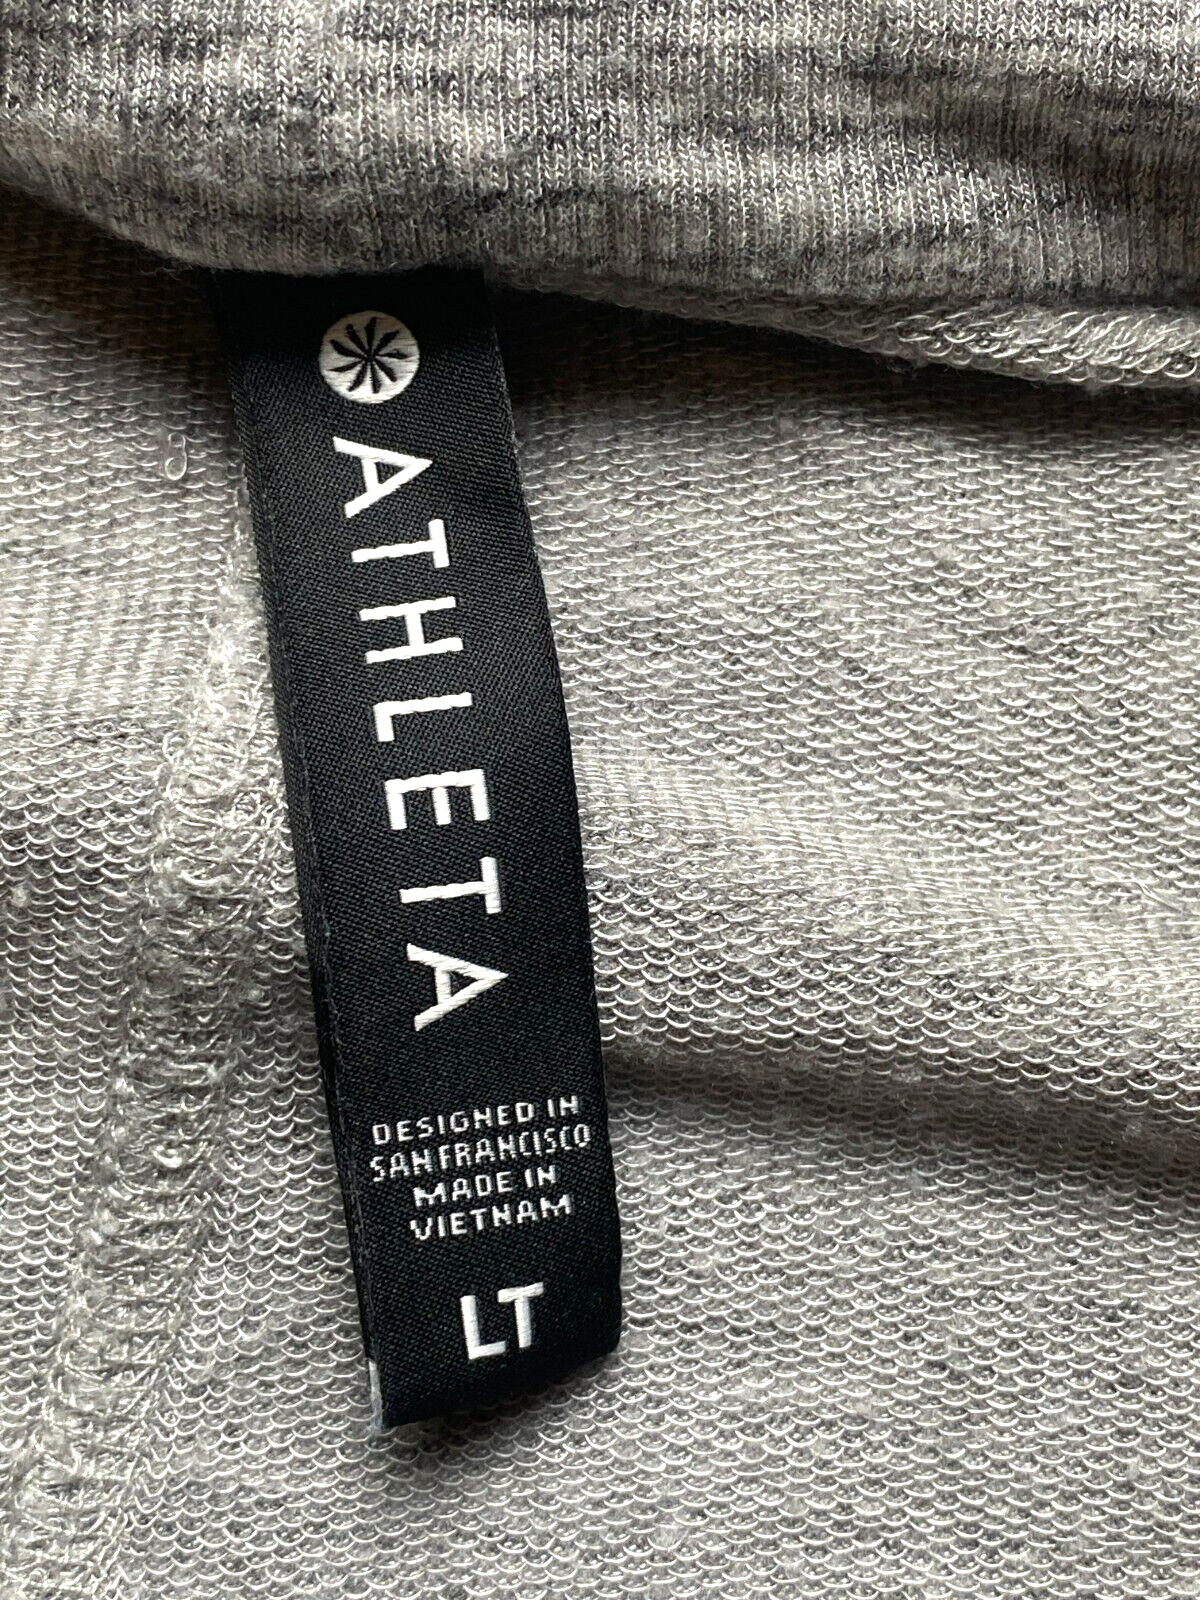 ATHLETA
DESIGNED IN
SAN FRANCISCO
MADE IN
VIETNAM
LT